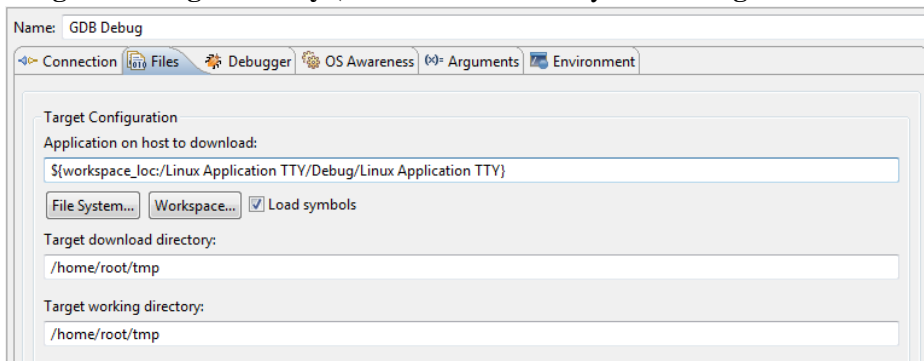 Name: GDB Debug
Connection Files Debugger OS Awareness Arguments Environment
Target Configuration
Application on host to download:
${workspace_loc:/Linux Application TTY/Debug/Linux Application TTY}
File System... Workspace... Load symbols
Target download directory:
/home/root/tmp
Target working directory:
/home/root/tmp